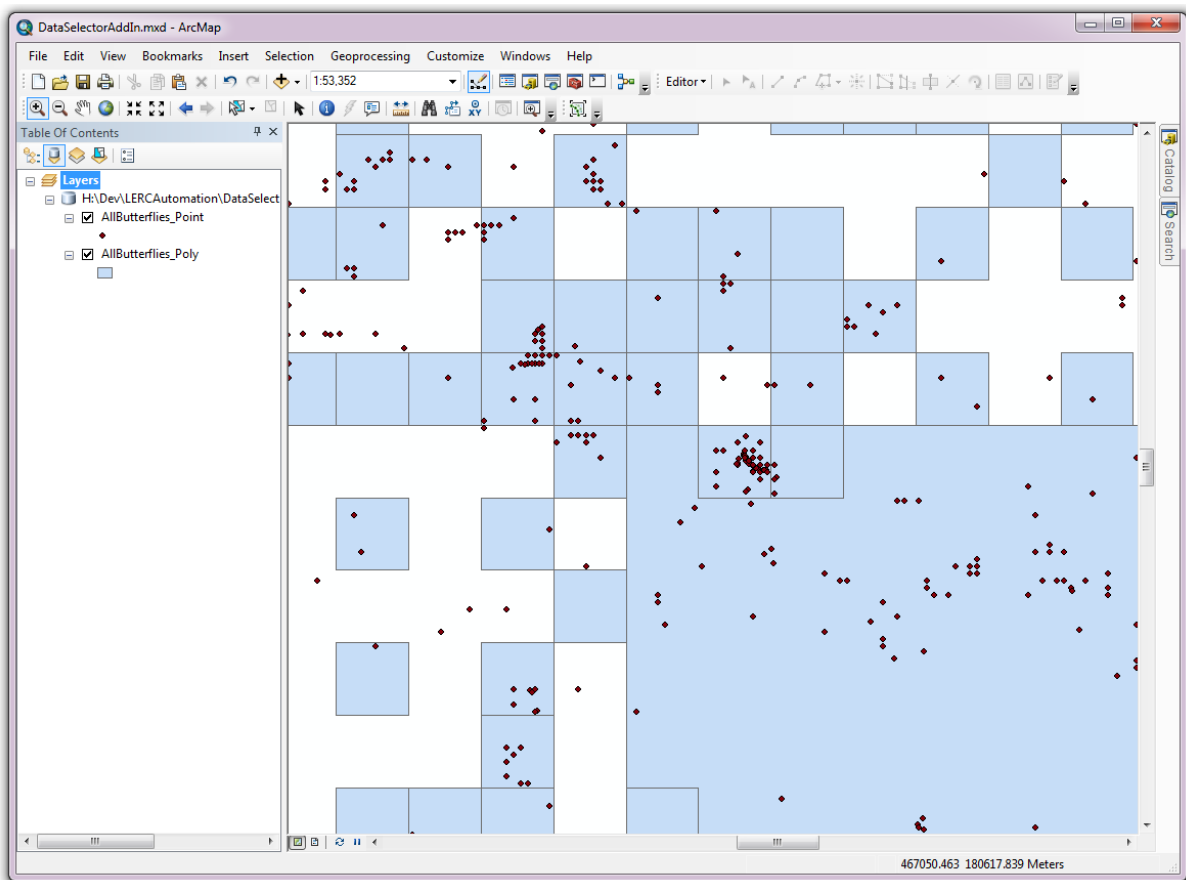 DataSelectorAddIn.mxd - ArcMap
File Edit View Bookmarks Insert Selection Geoprocessing Customize Windows Help
1:53,352
Editor
Table Of Contents
Layers
H:\Dev\LERCAutomation\DataSelect
AllButterflies_Point
AllButterflies_Poly
Catalog
Search
467050.463 180617.839 Meters